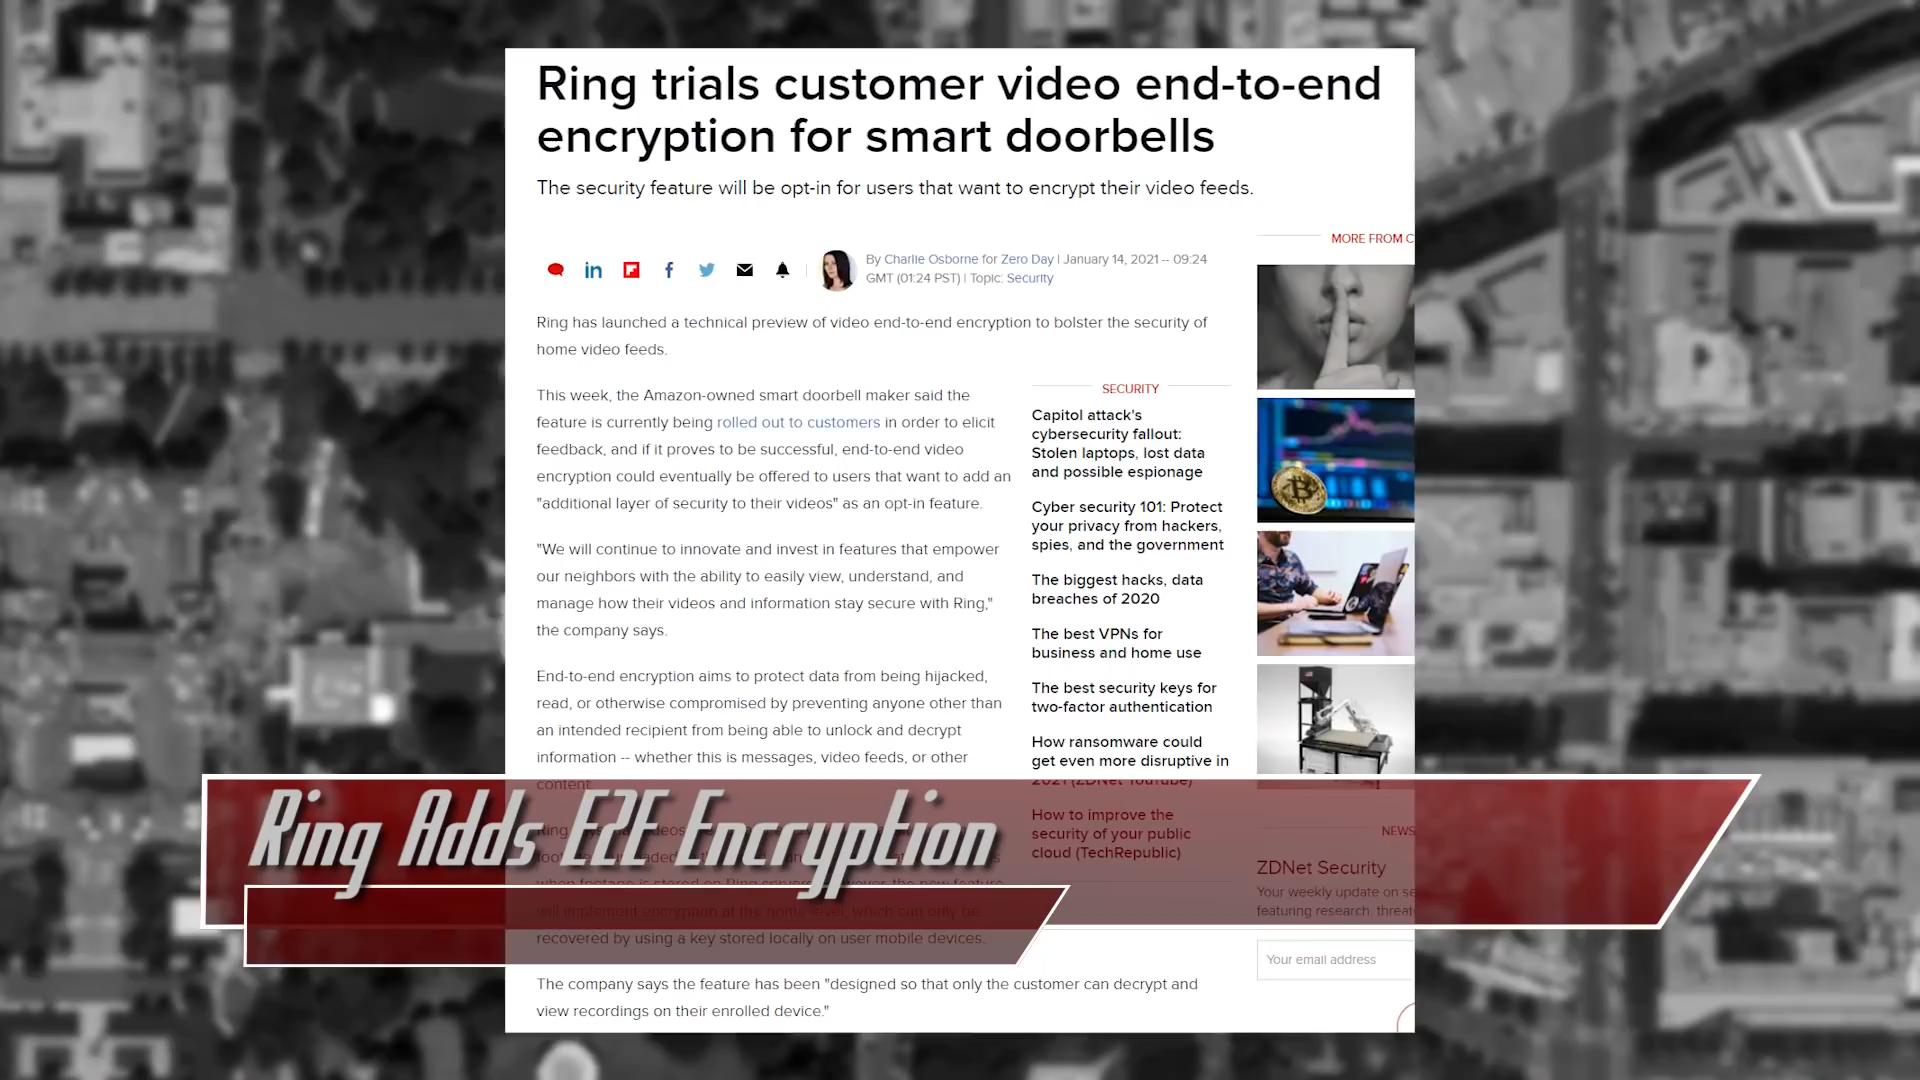 Ring trials customer video end-to-end
encryption for smart doorbells
The security feature will be opt-in for users that want to encrypt their video feeds.
By Charlie Osborne for Zero Day | January 14, 2021 -- 09:24
GMT (01:24 PST) | Topic: Security
Ring has launched a technical preview of video end-to-end encryption to bolster the security of
home video feeds.
This week, the Amazon-owned smart doorbell maker said the
feature is currently being rolled out to customers in order to elicit
feedback, and if it proves to be successful, end-to-end video
encryption could eventually be offered to users that want to add an
"additional layer of security to their videos" as an opt-in feature.
"We will continue to innovate and invest in features that empower
our neighbors with the ability to easily view, understand, and
manage how their videos and information stay secure with Ring,"
the company says.
End-to-end encryption aims to protect data from being hijacked,
read, or otherwise compromised by preventing anyone other than
an intended recipient from being able to unlock and decrypt
information -- whether this is messages, video feeds, or other
content.
will implement encryption at the home level, which can only be
recovered by using a key stored locally on user mobile devices.
The company says the feature has been "designed so that only the customer can decrypt and
view recordings on their enrolled device."
SECURITY
Capitol attack's
cybersecurity fallout:
Stolen laptops, lost data
and possible espionage
Cyber security 101: Protect
your privacy from hackers,
spies, and the government
The biggest hacks, data
breaches of 2020
The best VPNs for
business and home use
The best security keys for
two-factor authentication
How ransomware could
get even more disruptive in
2021 (ZDNet YouTube)
How to improve the
security of your public
cloud (TechRepublic)
MORE FROM C
NEWS
ZDNet Security
Your weekly update on se
featuring research, threat
Your email address
Ring Adds E2E Encryption